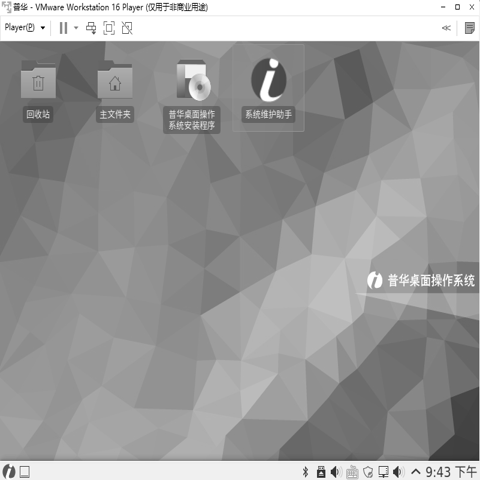 普华 - VMware Workstation 16 Player (仅用于非商业用途)
Player(P)
回收站
主文件夹
普华桌面操作
系统安装程序
系统维护助手
普华桌面操作系统
9:43 下午